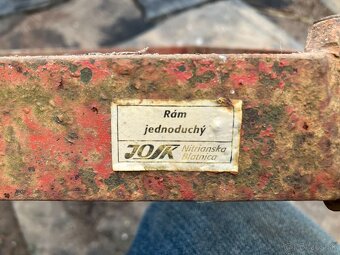 Rám
jednoduchý
JOSK Nitrianska
Blatnica